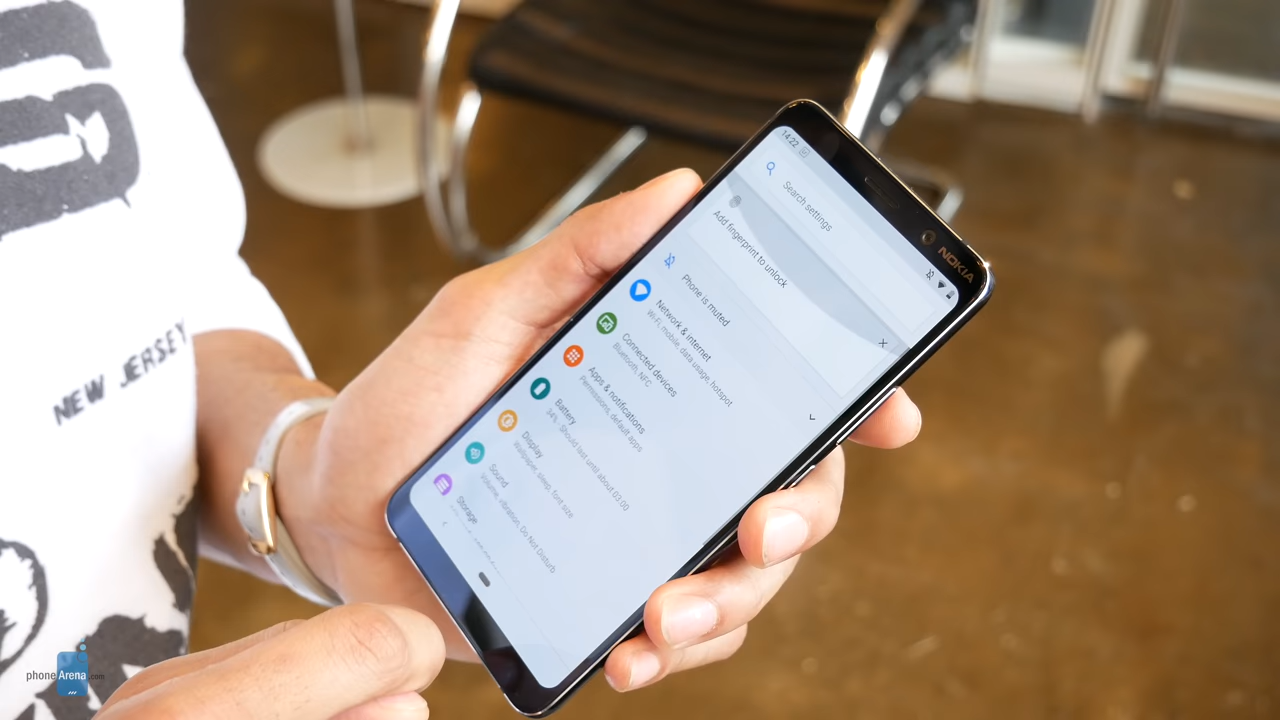 14:22
NOKIA
Search settings
Add fingerprint to unlock
Phone is muted
Network & internet
Wi-Fi, mobile, data usage, hotspot
Connected devices
Bluetooth, NFC
Apps & notifications
Permissions, default apps
Battery
34% · Should last until about 03:00
Display
Wallpaper, sleep, font size
Sound
Volume, vibration, Do Not Disturb
Storage
NEW JERSEY
phoneArena.com